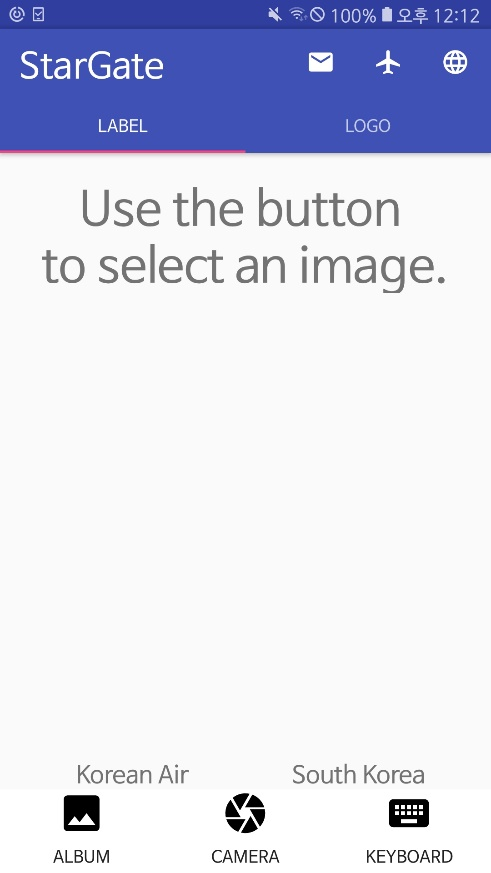 100% 오후 12:12
StarGate
LABEL LOGO
Use the button
to select an image.
Korean Air South Korea
ALBUM CAMERA KEYBOARD